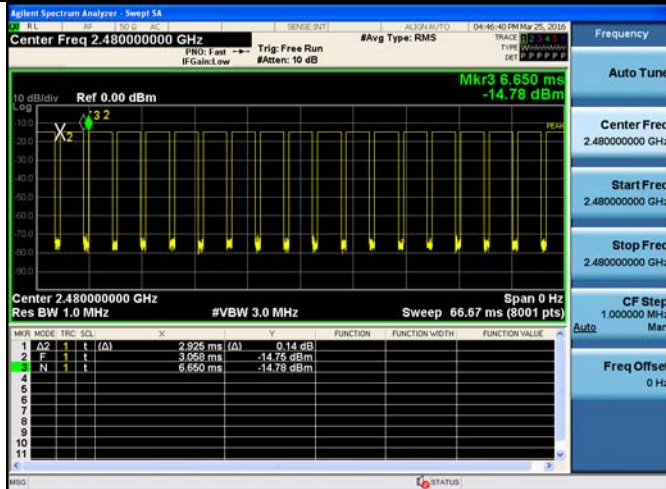 Agilent Spectrum Analyzer - Swept SA
RL RF 50 Ω AC SENSE:INT ALIGN AUTO 04:46:40 PM Mar 25, 2016
Center Freq 2.480000000 GHz
PNO: Fast
IFGain:Low
Trig: Free Run
#Atten: 10 dB
#Avg Type: RMS
TRACE 1 2 3 4 5 6
TYPE
DET P P P P P P
Mkr3 6.650 ms
-14.78 dBm
10 dB/div Ref 0.00 dBm
Log
-10.0
-20.0
-30.0
-40.0
-50.0
-60.0
-70.0
-80.0
-90.0
X2
3 2
PEAK
Center 2.480000000 GHz Span 0 Hz
Res BW 1.0 MHz #VBW 3.0 MHz Sweep 66.67 ms (8001 pts)
MKR MODE TRC SCL X Y FUNCTION FUNCTION WIDTH FUNCTION VALUE
1 Δ2 1 t (Δ) 2.925 ms (Δ) 0.14 dB
2 F 1 t 3.058 ms -14.75 dBm
3 N 1 t 6.650 ms -14.78 dBm
4
5
6
7
8
9
10
11
MSG STATUS
Frequency
Auto Tune
Center Freq
2.480000000 GHz
Start Freq
2.480000000 GHz
Stop Freq
2.480000000 GHz
CF Step
1.000000 MHz
Auto Man
Freq Offset
0 Hz